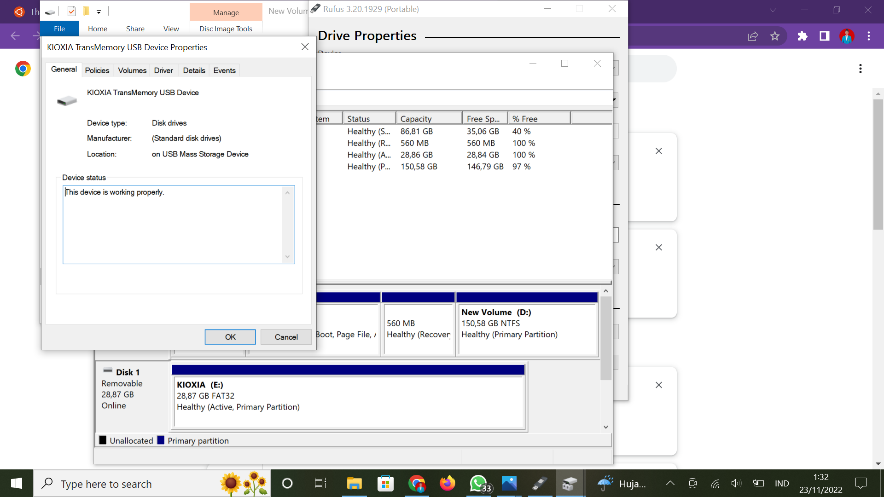 Manage
New Volum
Rufus 3.20.1929 (Portable)
File
Home
Share
View
Disc Image Tools
Drive Properties
KIOXIA TransMemory USB Device Properties
General
Policies
Volumes
Driver
Details
Events
KIOXIA TransMemory USB Device
Device type:
Disk drives
Manufacturer:
(Standard disk drives)
Location:
on USB Mass Storage Device
Device status
This device is working properly.
OK
Cancel
tem
Status
Capacity
Free Sp...
% Free
Healthy (S...
86,81 GB
35,06 GB
40 %
Healthy (R...
560 MB
560 MB
100 %
Healthy (A...
28,86 GB
28,84 GB
100 %
Healthy (P...
150,58 GB
146,79 GB
97 %
Boot, Page File, 
560 MB
Healthy (Recover
New Volume (D:)
150,58 GB NTFS
Healthy (Primary Partition)
Disk 1
Removable
28,87 GB
Online
KIOXIA (E:)
28,87 GB FAT32
Healthy (Active, Primary Partition)
Unallocated
Primary partition
Type here to search
33
Huja...
IND
1:32
23/11/2022